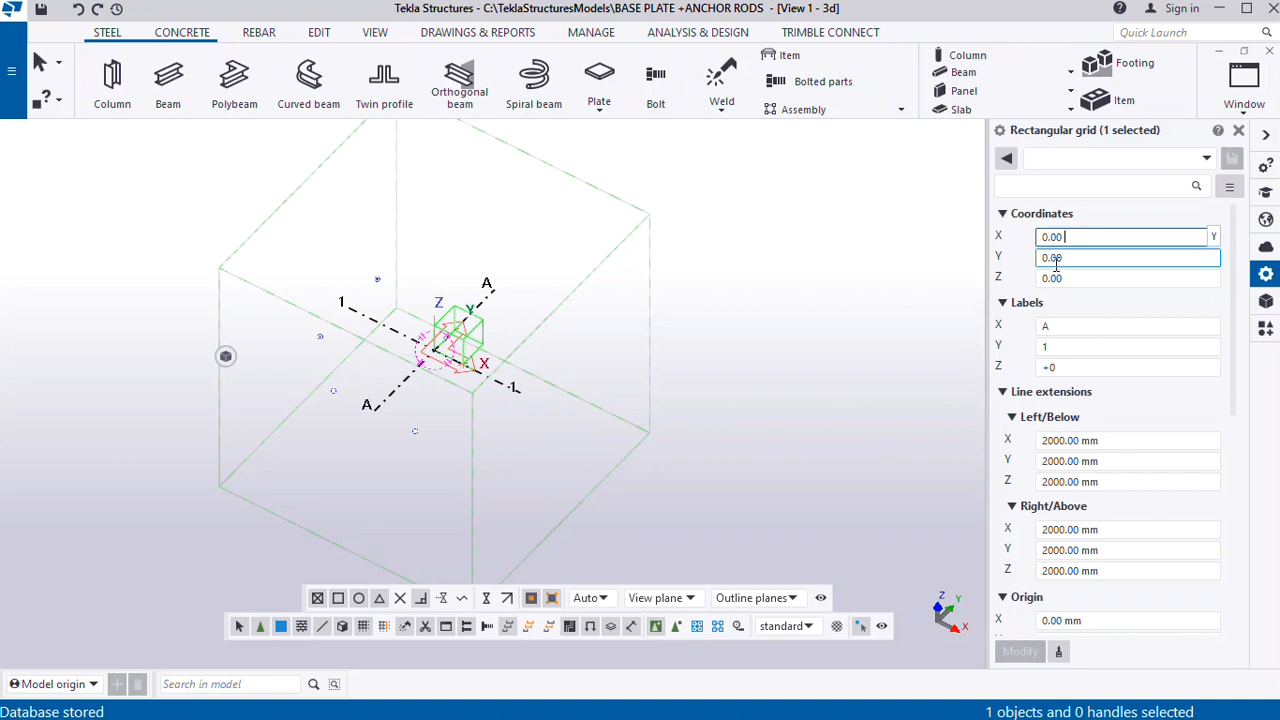 Tekla Structures - C:\TeklaStructuresModels\BASE PLATE +ANCHOR RODS - [View 1 - 3d]
Sign in
STEEL CONCRETE REBAR EDIT VIEW DRAWINGS & REPORTS MANAGE ANALYSIS & DESIGN TRIMBLE CONNECT
Quick Launch
Column
Beam
Polybeam
Curved beam
Twin profile
Orthogonal
beam
Spiral beam
Plate
Bolt
Weld
Item
Bolted parts
Assembly
Column
Beam
Panel
Slab
Footing
Item
Window
Rectangular grid (1 selected)
Coordinates
X 0.00 Y
Y 0.00
Z 0.00
Labels
X A
Y 1
Z +0
Line extensions
Left/Below
X 2000.00 mm
Y 2000.00 mm
Z 2000.00 mm
Right/Above
X 2000.00 mm
Y 2000.00 mm
Z 2000.00 mm
Origin
X 0.00 mm
Modify
A
1
Z
Y
X
1
A
Z
Y
X
Auto
View plane
Outline planes
standard
Model origin
Search in model
Database stored
1 objects and 0 handles selected